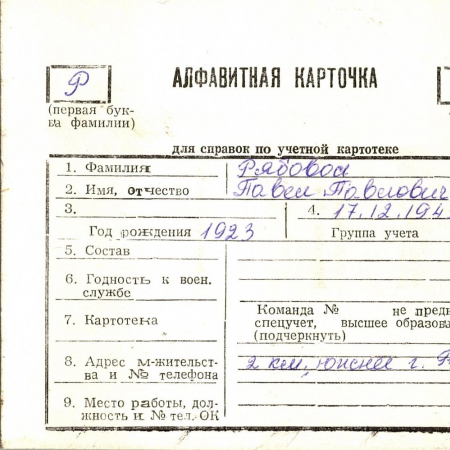 Р
АЛФАВИТНАЯ КАРТОЧКА
(первая бук-
ва фамилии)
для справок по учетной картотеке
1. Фамилия Рябовол
2. Имя, отчество Павел Павлович
3. 4. 17.12.194
Год рождения 1923 Группа учета
5. Состав
6. Годность к воен.
службе
Команда № не предн
7. Картотека спецучет, высшее образова
(подчеркнуть)
8. Адрес м-жительст-
ва и № телефона 2 км. южнее г.
9. Место работы, дол-
жность и № тел. ОК